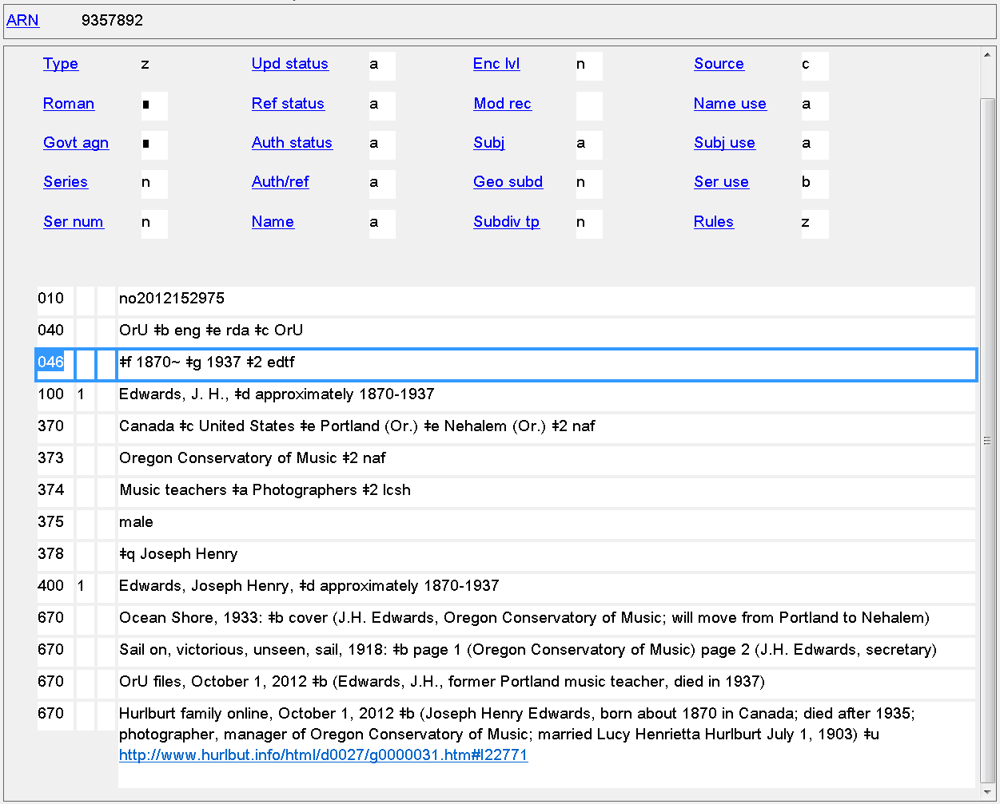 ARN 9357892
Type z Upd status a Enc lvl n Source c
Roman ■ Ref status a Mod rec Name use a
Govt agn ■ Auth status a Subj a Subj use a
Series n Auth/ref a Geo subd n Ser use b
Ser num n Name a Subdiv tp n Rules z
010 no2012152975
040 OrU ǂb eng ǂe rda ǂc OrU
046 ǂf 1870~ ǂg 1937 ǂ2 edtf
100 1 Edwards, J. H., ǂd approximately 1870-1937
370 Canada ǂc United States ǂe Portland (Or.) ǂe Nehalem (Or.) ǂ2 naf
373 Oregon Conservatory of Music ǂ2 naf
374 Music teachers ǂa Photographers ǂ2 lcsh
375 male
378 ǂq Joseph Henry
400 1 Edwards, Joseph Henry, ǂd approximately 1870-1937
670 Ocean Shore, 1933: ǂb cover (J.H. Edwards, Oregon Conservatory of Music; will move from Portland to Nehalem)
670 Sail on, victorious, unseen, sail, 1918: ǂb page 1 (Oregon Conservatory of Music) page 2 (J.H. Edwards, secretary)
670 OrU files, October 1, 2012 ǂb (Edwards, J.H., former Portland music teacher, died in 1937)
670 Hurlburt family online, October 1, 2012 ǂb (Joseph Henry Edwards, born about 1870 in Canada; died after 1935;
photographer, manager of Oregon Conservatory of Music; married Lucy Henrietta Hurlburt July 1, 1903) ǂu
http://www.hurlbut.info/html/d0027/g0000031.htm#I22771